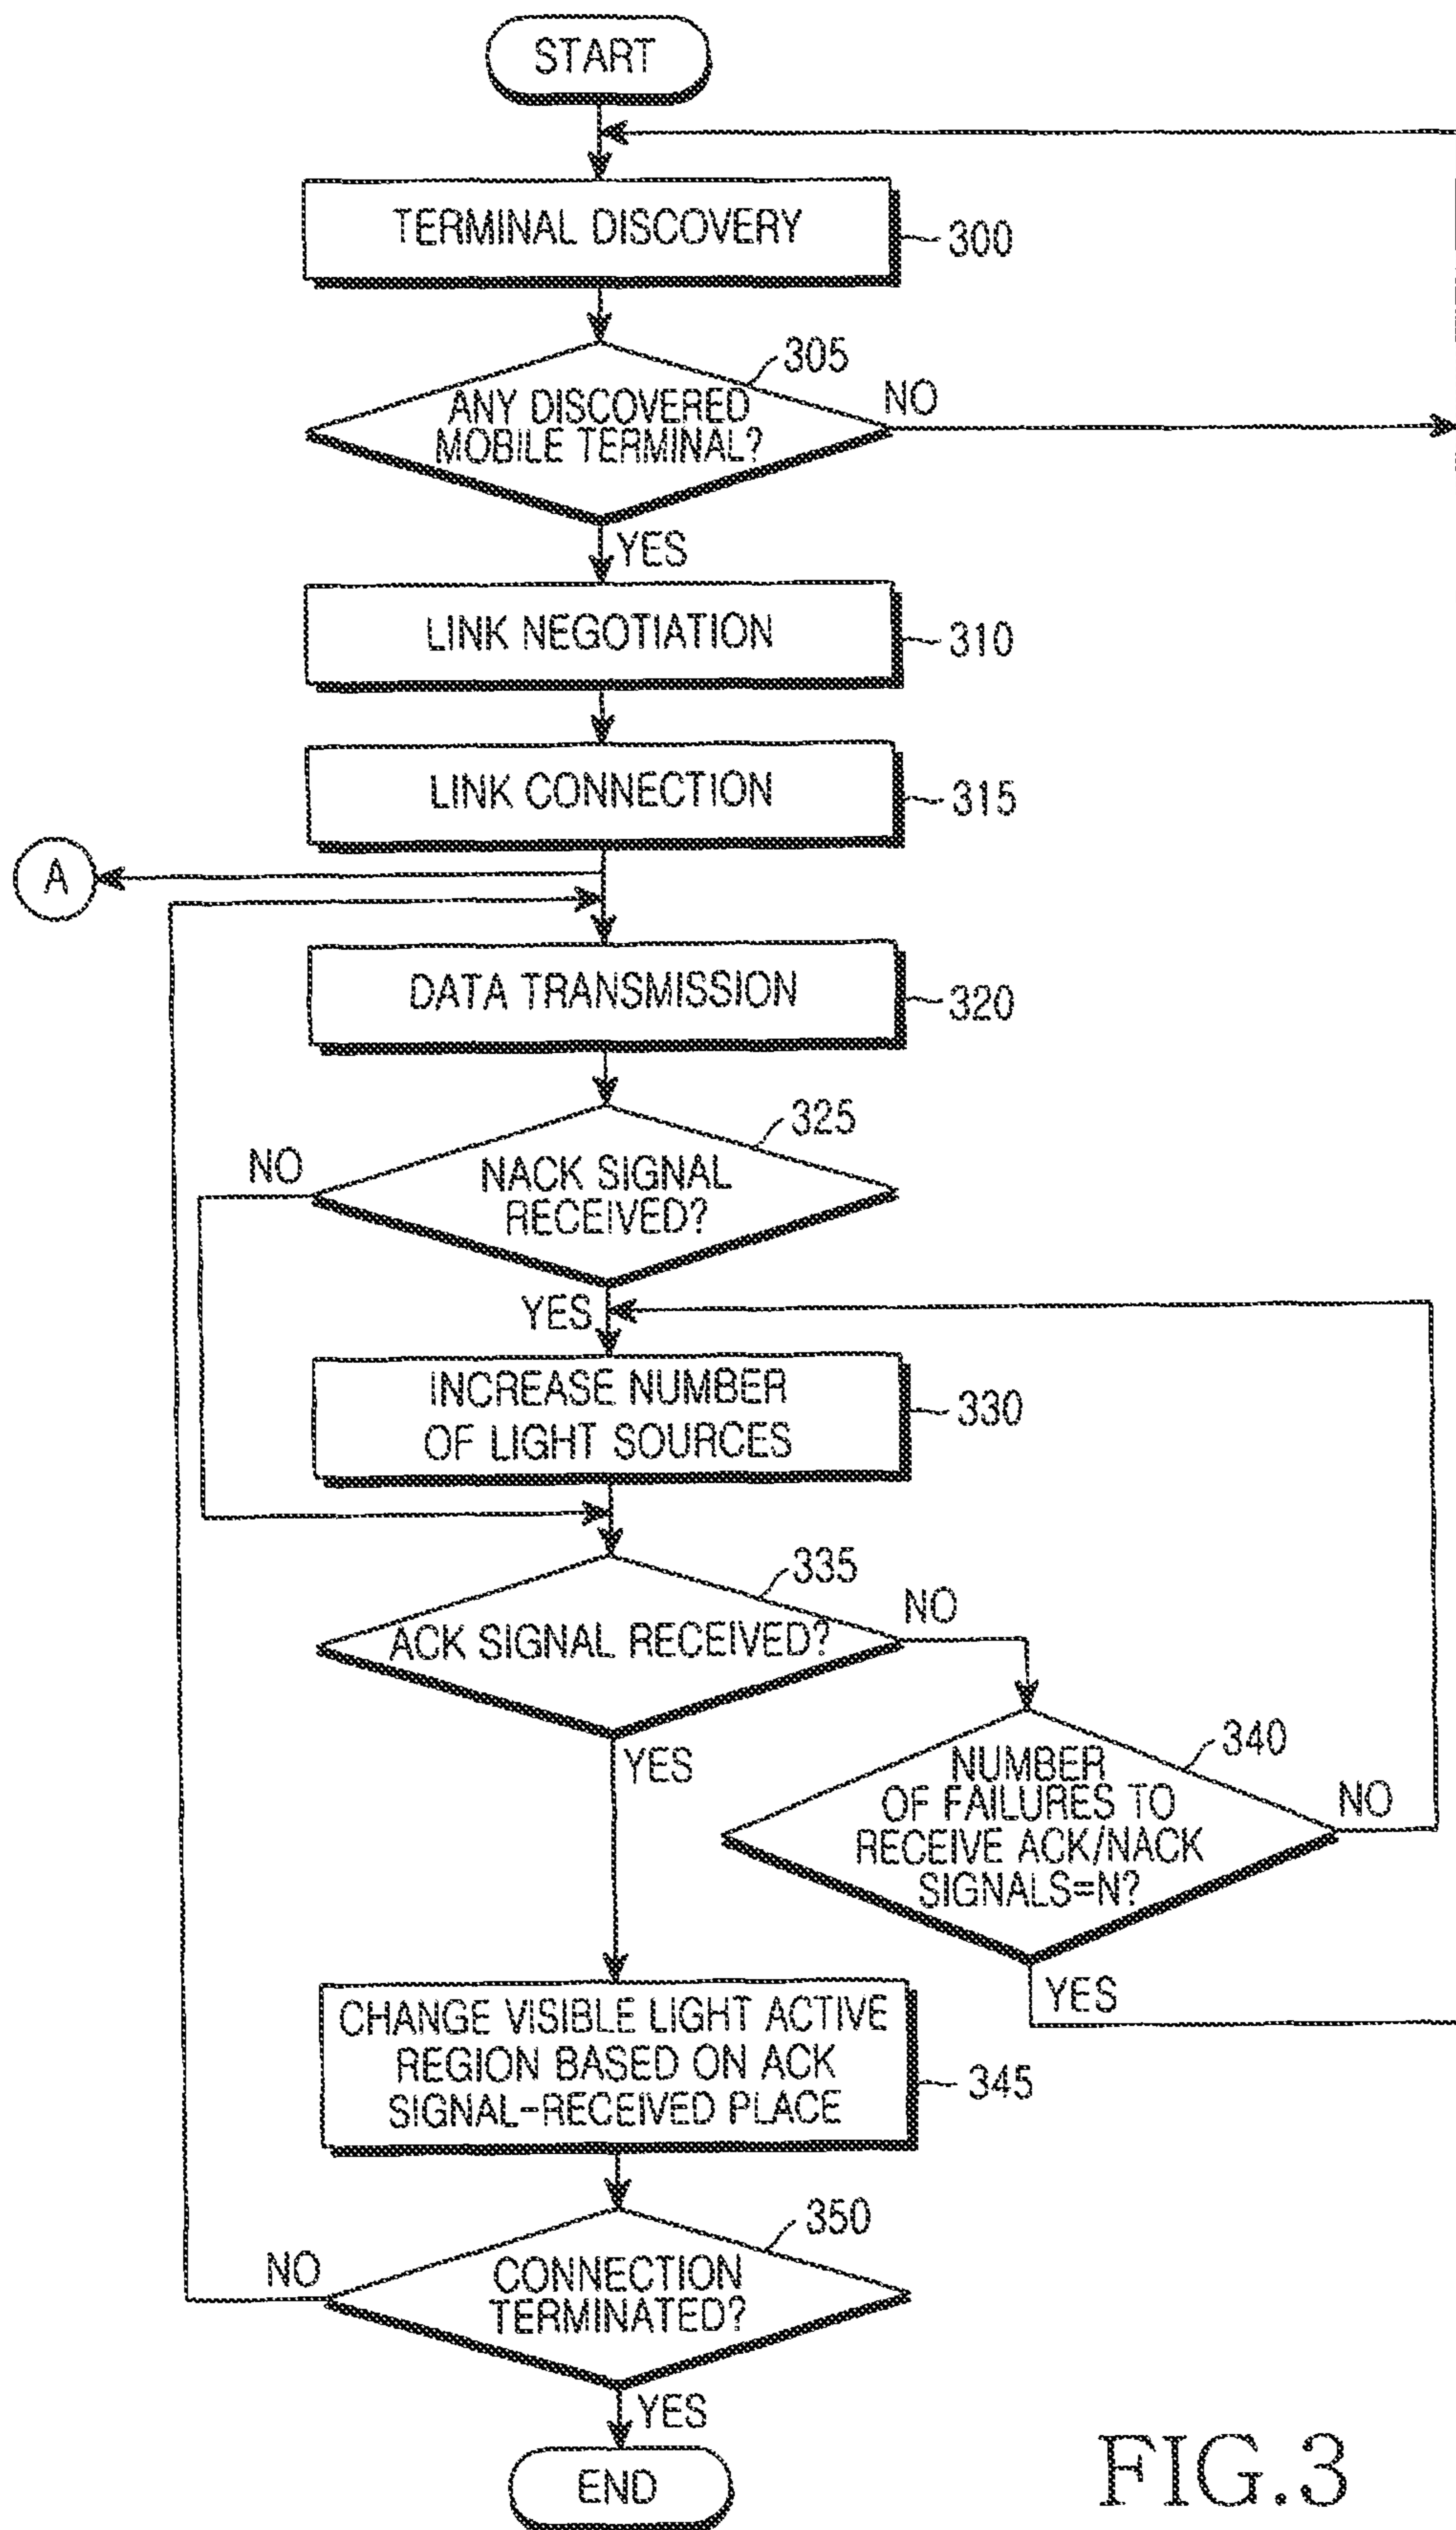 START
TERMINAL DISCOVERY
300
305
ANY DISCOVERED
MOBILE TERMINAL?
NO
YES
LINK NEGOTIATION
310
LINK CONNECTION
315
A
DATA TRANSMISSION
320
325
NO
NACK SIGNAL
RECEIVED?
YES
INCREASE NUMBER
OF LIGHT SOURCES
330
335
NO
ACK SIGNAL RECEIVED?
YES
340
NUMBER
OF FAILURES TO
RECEIVE ACK/NACK
SIGNALS=N?
NO
YES
CHANGE VISIBLE LIGHT ACTIVE
REGION BASED ON ACK
SIGNAL-RECEIVED PLACE
345
350
NO
CONNECTION
TERMINATED?
YES
END
FIG.3